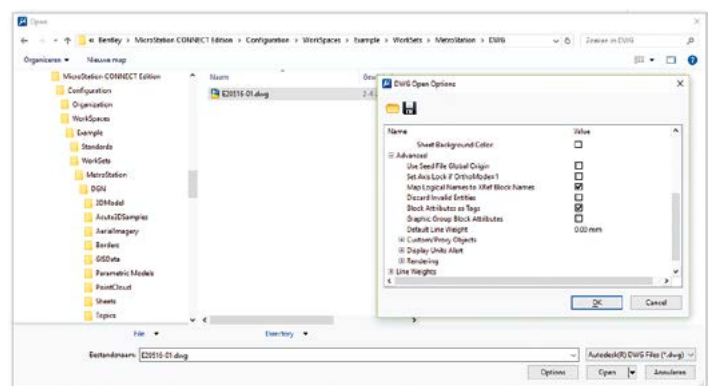 Open
Bentley > MicroStation CONNECT Edition > Configuration > WorkSpaces > Example > WorkSets > MetroStation > DWG
Zoeken in DWG
Organiseren
Nieuwe map
MicroStation CONNECT Edition
Configuration
Organization
WorkSpaces
Example
Standards
WorkSets
MetroStation
DGN
3DModel
Acute3DSamples
AerialImagery
Borders
GISData
Parametric Models
PointCloud
Sheets
Topics
Naam
E20516-01.dwg
DWG Open Options
Name Value
Sheet Background Color
Advanced
Use Seed File Global Origin
Set Axis Lock if OrthoMode=1
Map Logical Names to XRef Block Names
Discard Invalid Entities
Block Attributes as Tags
Graphic Group Block Attributes
Default Line Weight 0.00 mm
Custom/Proxy Objects
Display Units Alert
Rendering
Line Weights
OK Cancel
File Directory
Bestandsnaam: E20516-01.dwg Autodesk(R) DWG Files (*.dwg)
Options Open Annuleren